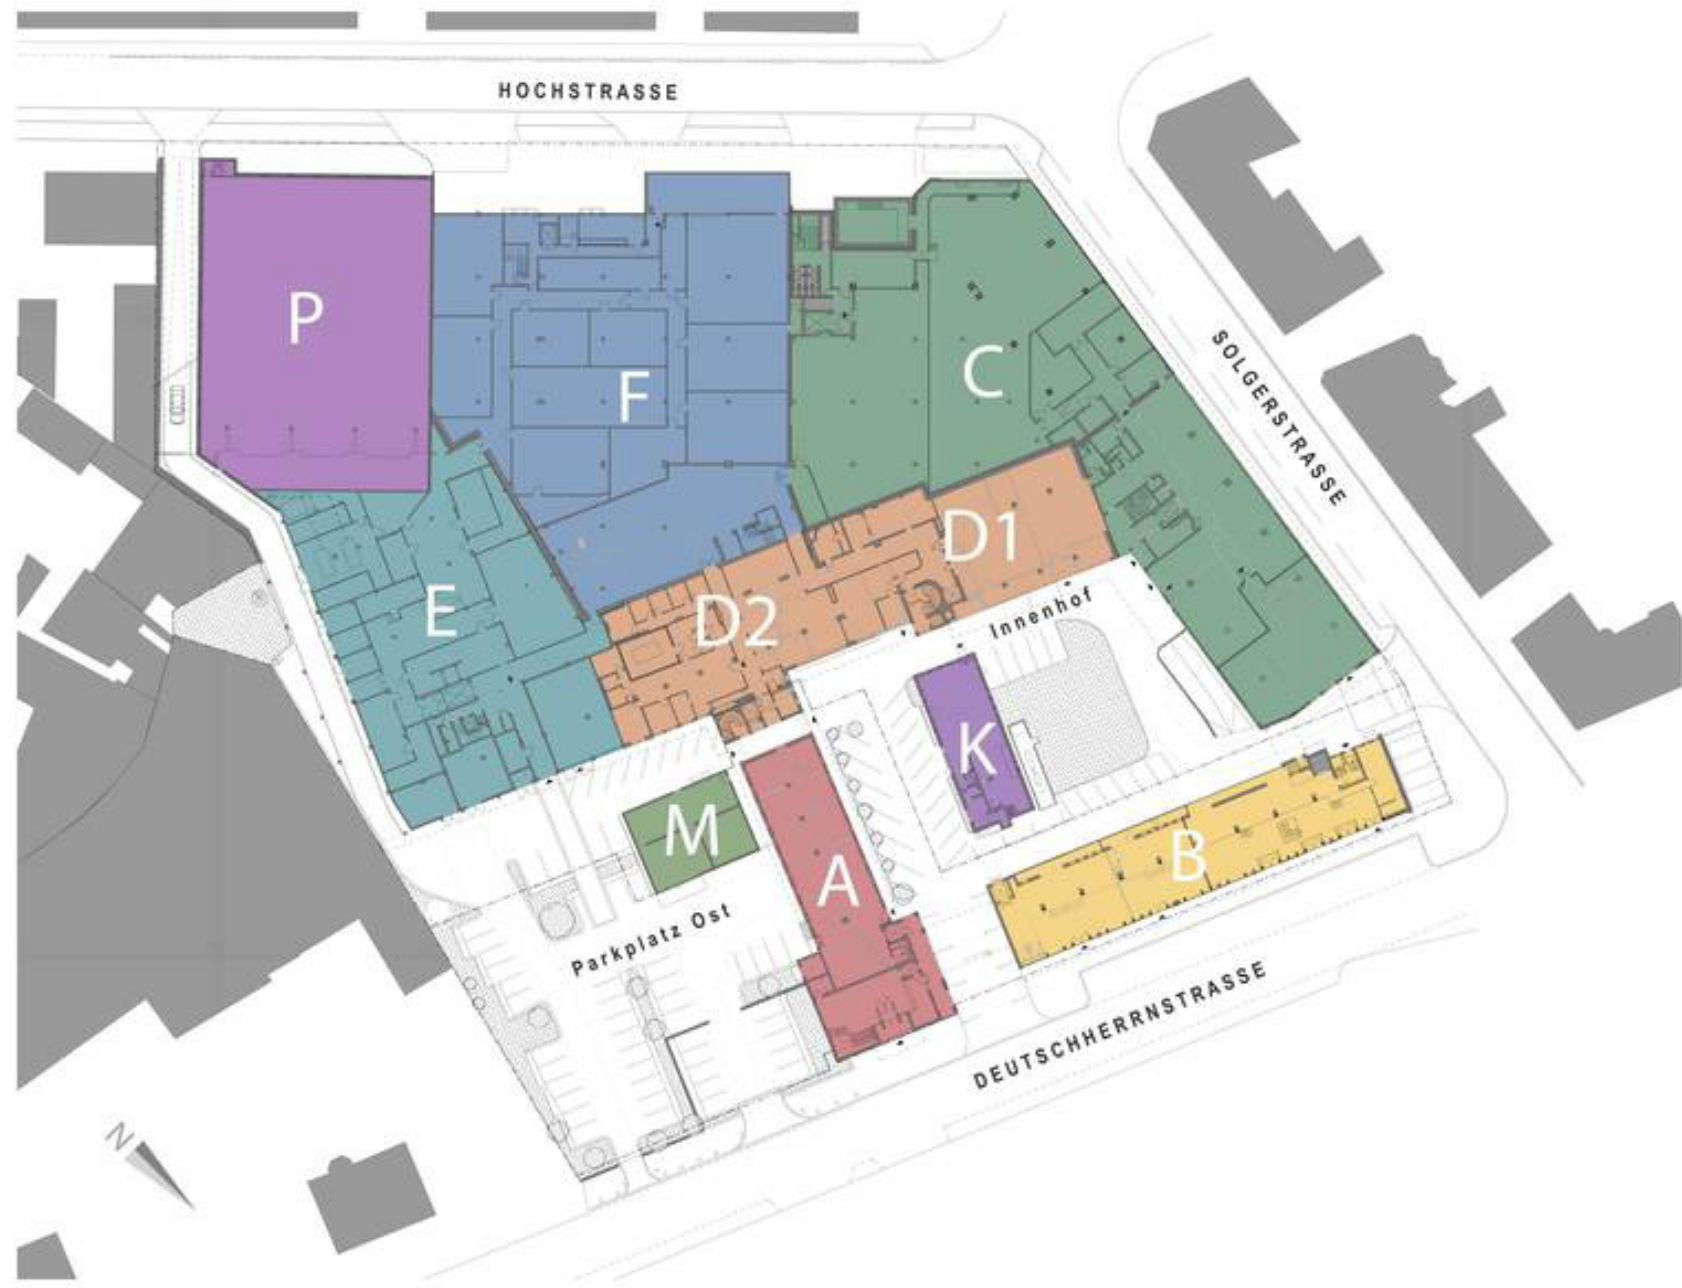 HOCHSTRASSE
P
F
C
SOLGERSTRASSE
D1
E
D2
Innenhof
K
M
B
A
Parkplatz Ost
DEUTSCHHERRNSTRASSE
N